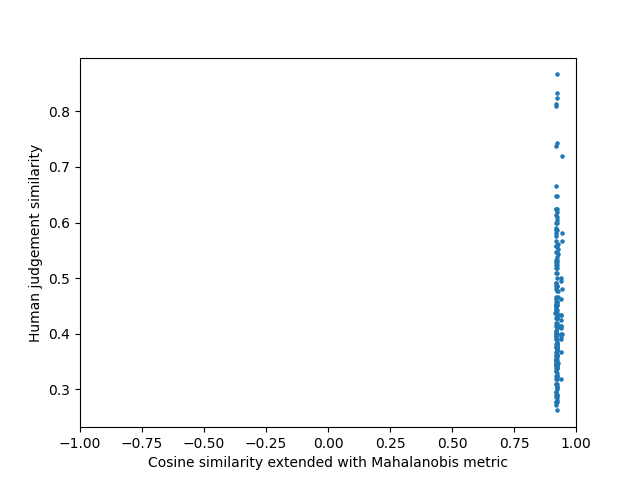 Human judgement similarity
0.8
0.7
0.6
0.5
0.4
0.3
−1.00 −0.75 −0.50 −0.25 0.00 0.25 0.50 0.75 1.00
Cosine similarity extended with Mahalanobis metric